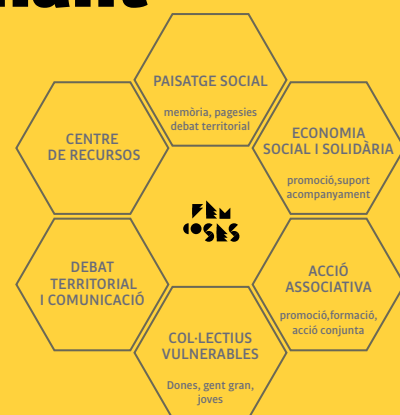 PAISATGE SOCIAL
memòria, pagesies
debat territorial
CENTRE
DE RECURSOS
ECONOMIA
SOCIAL I SOLIDÀRIA
promoció,suport
acompanyament
FEM
COSES
DEBAT
TERRITORIAL
I COMUNICACIÓ
ACCIÓ
ASSOCIATIVA
promoció,formació,
acció conjunta
COL·LECTIUS
VULNERABLES
Dones, gent gran,
joves